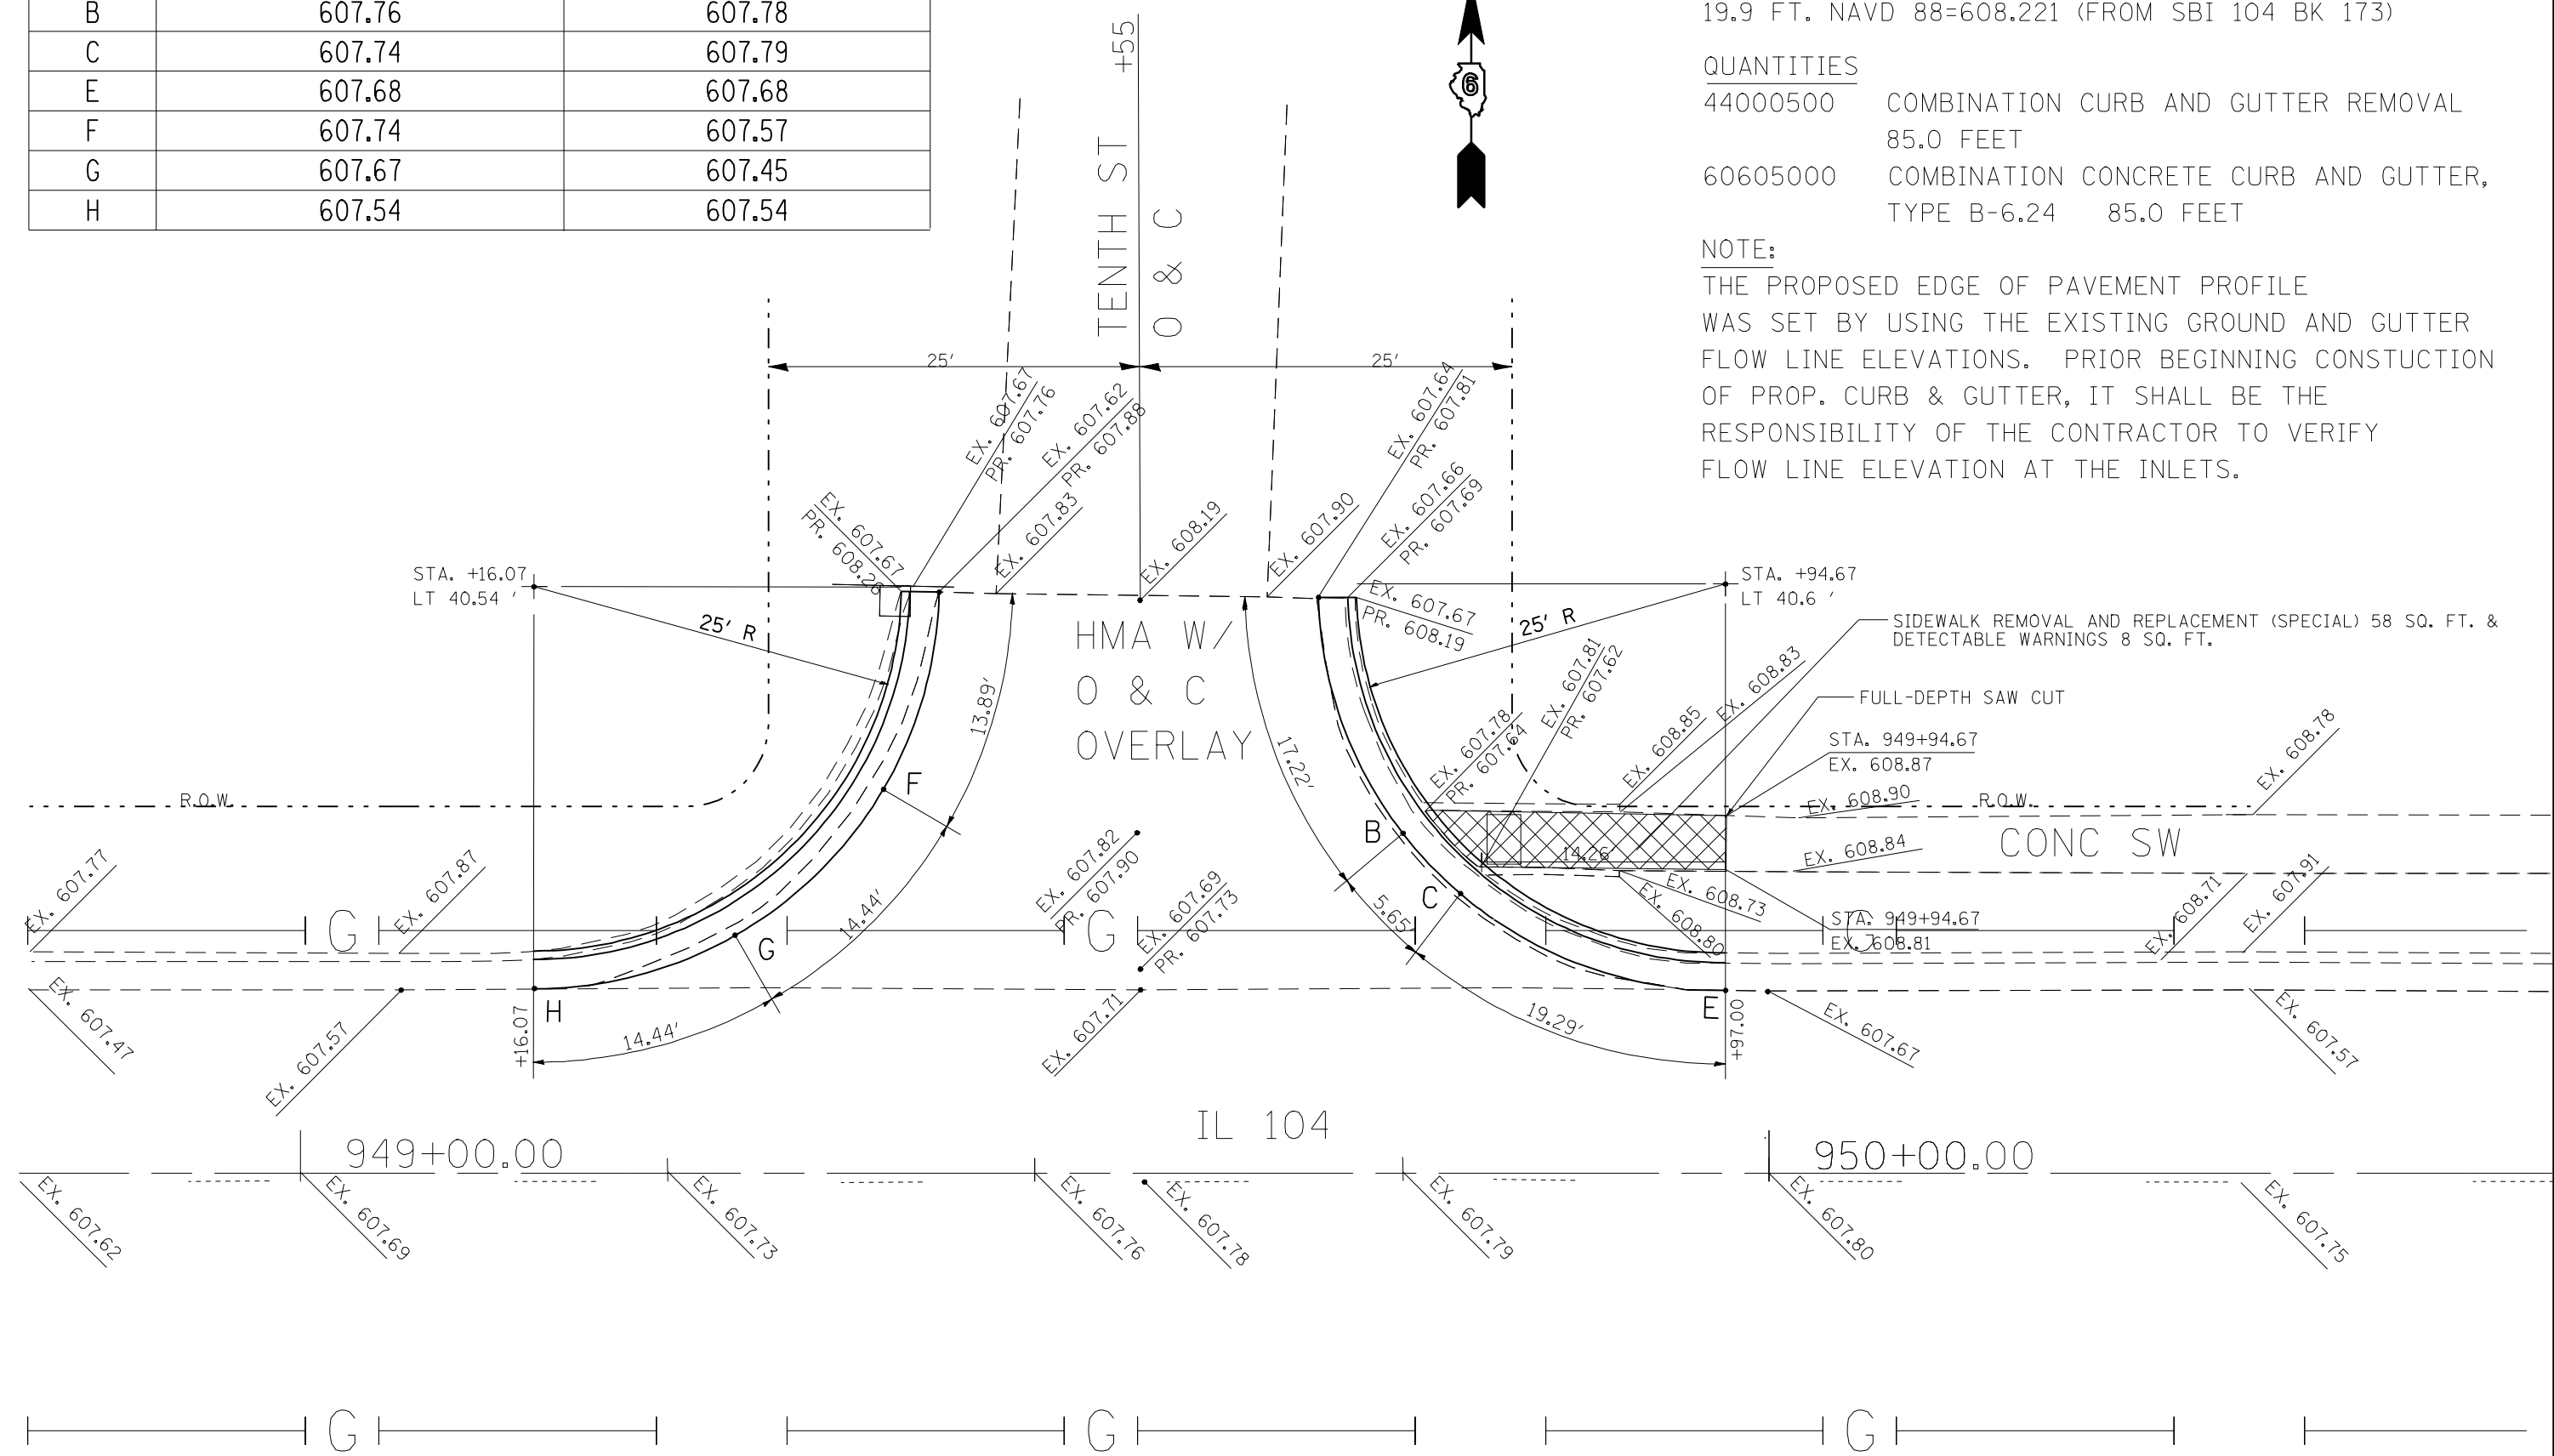 B 607.76 607.78
C 607.74 607.79
E 607.68 607.68
F 607.74 607.57
G 607.67 607.45
H 607.54 607.54
+55
TENTH ST
O & C
6
19.9 FT. NAVD 88=608.221 (FROM SBI 104 BK 173)
QUANTITIES
44000500 COMBINATION CURB AND GUTTER REMOVAL
85.0 FEET
60605000 COMBINATION CONCRETE CURB AND GUTTER,
TYPE B-6.24 85.0 FEET
NOTE:
THE PROPOSED EDGE OF PAVEMENT PROFILE
WAS SET BY USING THE EXISTING GROUND AND GUTTER
FLOW LINE ELEVATIONS. PRIOR BEGINNING CONSTUCTION
OF PROP. CURB & GUTTER, IT SHALL BE THE
RESPONSIBILITY OF THE CONTRACTOR TO VERIFY
FLOW LINE ELEVATION AT THE INLETS.
25'
25'
EX. 607.67
PR. 607.76
EX. 607.62
PR. 607.88
EX. 607.64
PR. 607.81
EX. 607.67
PR. 608.28
EX. 607.83
EX. 608.19
EX. 607.90
EX. 607.66
PR. 607.69
STA. +16.07
LT 40.54 '
25' R
EX. 607.67
PR. 608.19
25' R
STA. +94.67
LT 40.6 '
HMA W/
O & C
OVERLAY
13.89'
17.22'
SIDEWALK REMOVAL AND REPLACEMENT (SPECIAL) 58 SQ. FT. &
DETECTABLE WARNINGS 8 SQ. FT.
FULL-DEPTH SAW CUT
EX. 607.81
PR. 607.62
EX. 608.83
EX. 607.78
PR. 607.64
EX. 608.85
STA. 949+94.67
EX. 608.87
EX. 608.78
R.O.W.
F
B
EX. 608.90
R.O.W.
EX. 607.82
PR. 607.90
14.26'
EX. 608.84
CONC SW
EX. 607.77
EX. 607.87
14.44'
C
EX. 608.73
EX. 608.80
EX. 607.69
PR. 607.73
5.65'
STA. 949+94.67
EX. 608.81
EX. 608.71
EX. 607.91
G
G
G
G
EX. 607.47
EX. 607.57
+16.07
H
14.44'
EX. 607.71
19.29'
E
+97.00
EX. 607.67
EX. 607.57
IL 104
949+00.00
950+00.00
EX. 607.62
EX. 607.69
EX. 607.73
EX. 607.76
EX. 607.78
EX. 607.79
EX. 607.80
EX. 607.75
G
G
G